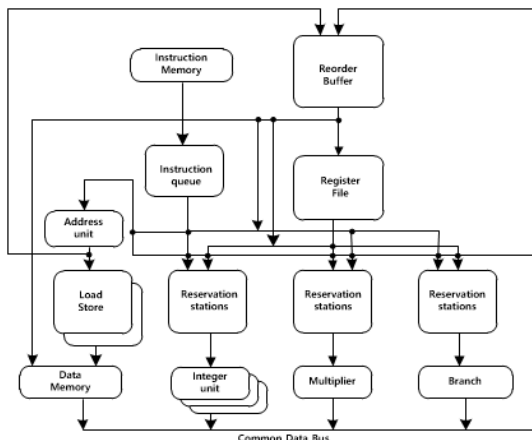 Instruction
Memory
Reorder
Buffer
Instruction
queue
Register
File
Address
unit
Load
Store
Reservation
stations
Reservation
stations
Reservation
stations
Data
Memory
Integer
unit
Multiplier
Branch
Common Data Bus